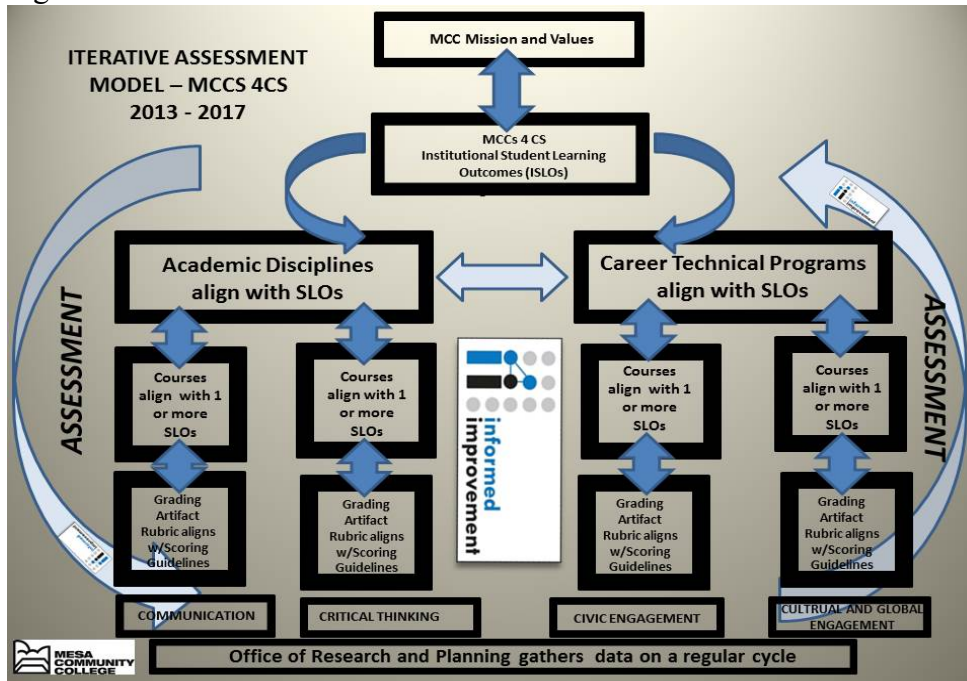 ITERATIVE ASSESSMENT
MODEL – MCCS 4CS
2013 - 2017
MCC Mission and Values
MCCs 4 CS
Institutional Student Learning
Outcomes (ISLOs)
Academic Disciplines
align with SLOs
Career Technical Programs
align with SLOs
ASSESSMENT
Courses
align with 1
or more
SLOs
Courses
align with 1
or more
SLOs
informed
improvement
Courses
align with 1
or more
SLOs
Courses
align with 1
or more
SLOs
ASSESSMENT
informed
improvement
Grading
Artifact
Rubric aligns
w/Scoring
Guidelines
Grading
Artifact
Rubric aligns
w/Scoring
Guidelines
Grading
Artifact
Rubric aligns
w/Scoring
Guidelines
Grading
Artifact
Rubric aligns
w/Scoring
Guidelines
informed
improvement
COMMUNICATION
CRITICAL THINKING
CIVIC ENGAGEMENT
CULTRUAL AND GLOBAL
ENGAGEMENT
MESA
COMMUNITY
COLLEGE
Office of Research and Planning gathers data on a regular cycle